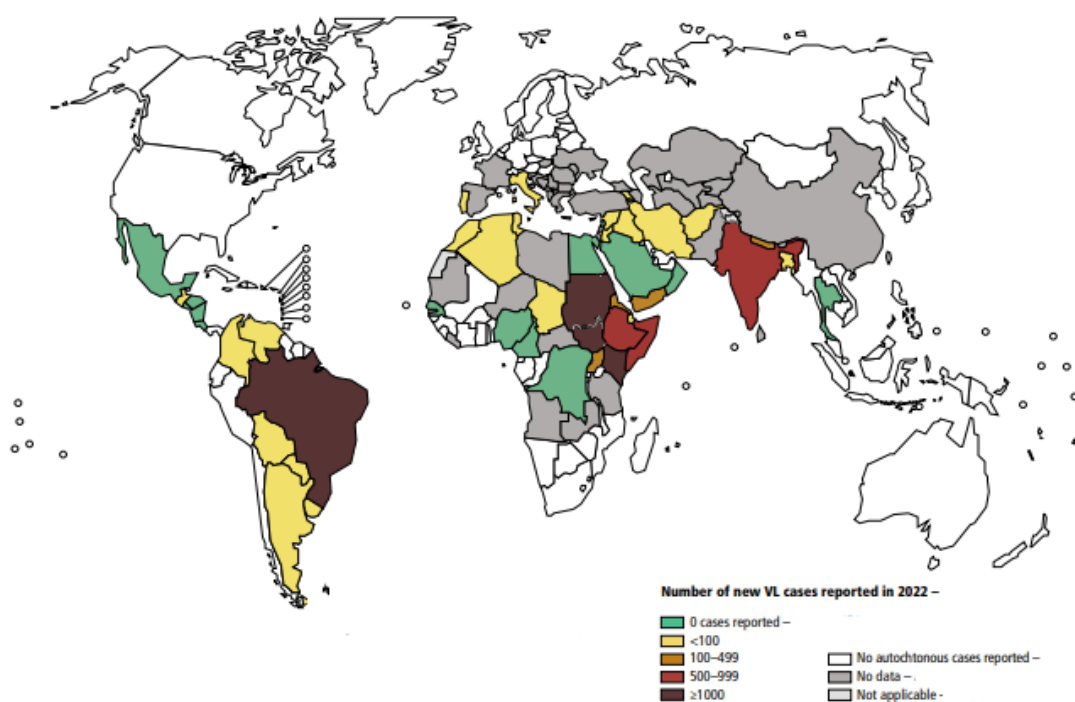 Number of new VL cases reported in 2022 –
0 cases reported –
<100
100–499
500–999
≥1000
No autochtonous cases reported –
No data –
Not applicable -